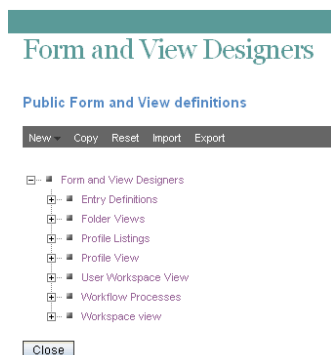 Form and View Designers
Public Form and View definitions
New Copy Reset Import Export
Form and View Designers
Entry Definitions
Folder Views
Profile Listings
Profile View
User Workspace View
Workflow Processes
Workspace view
Close